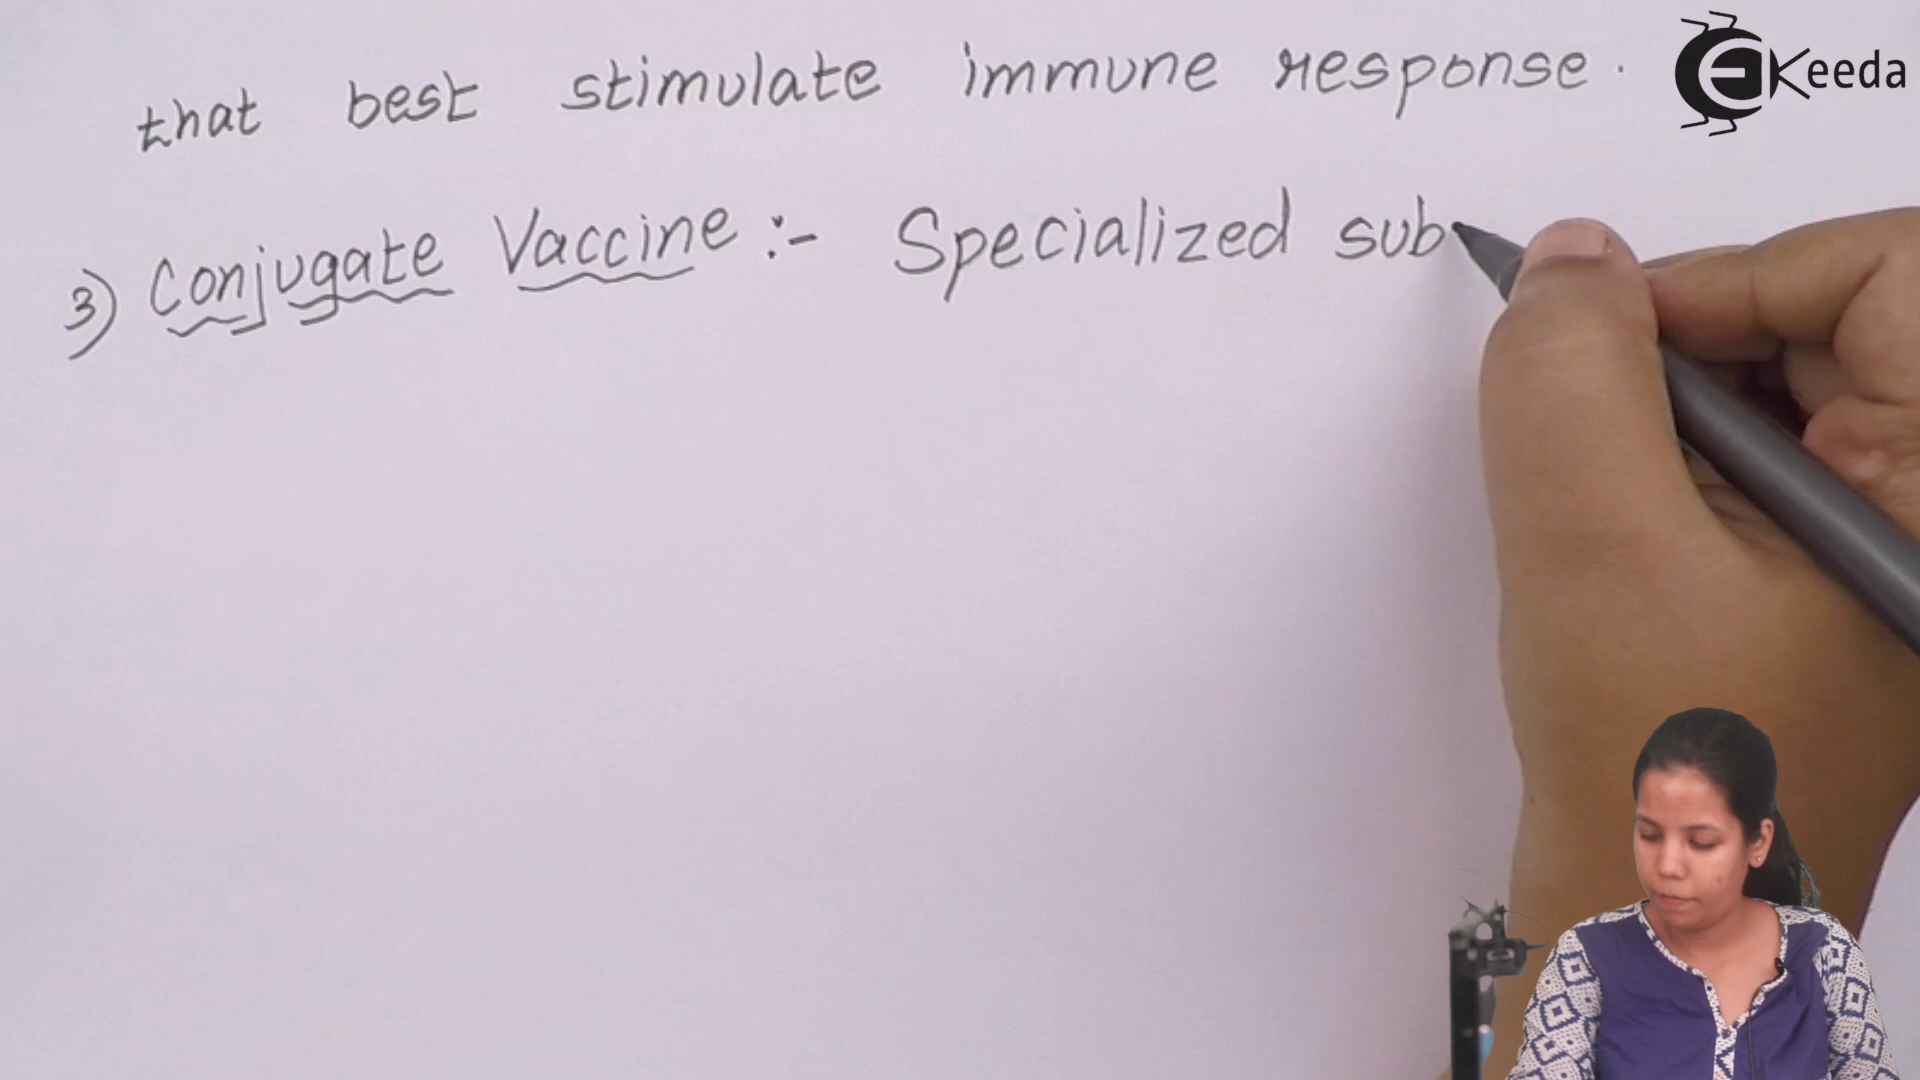 that best stimulate immune response.
Keeda
3) Conjugate Vaccine :- Specialized sub